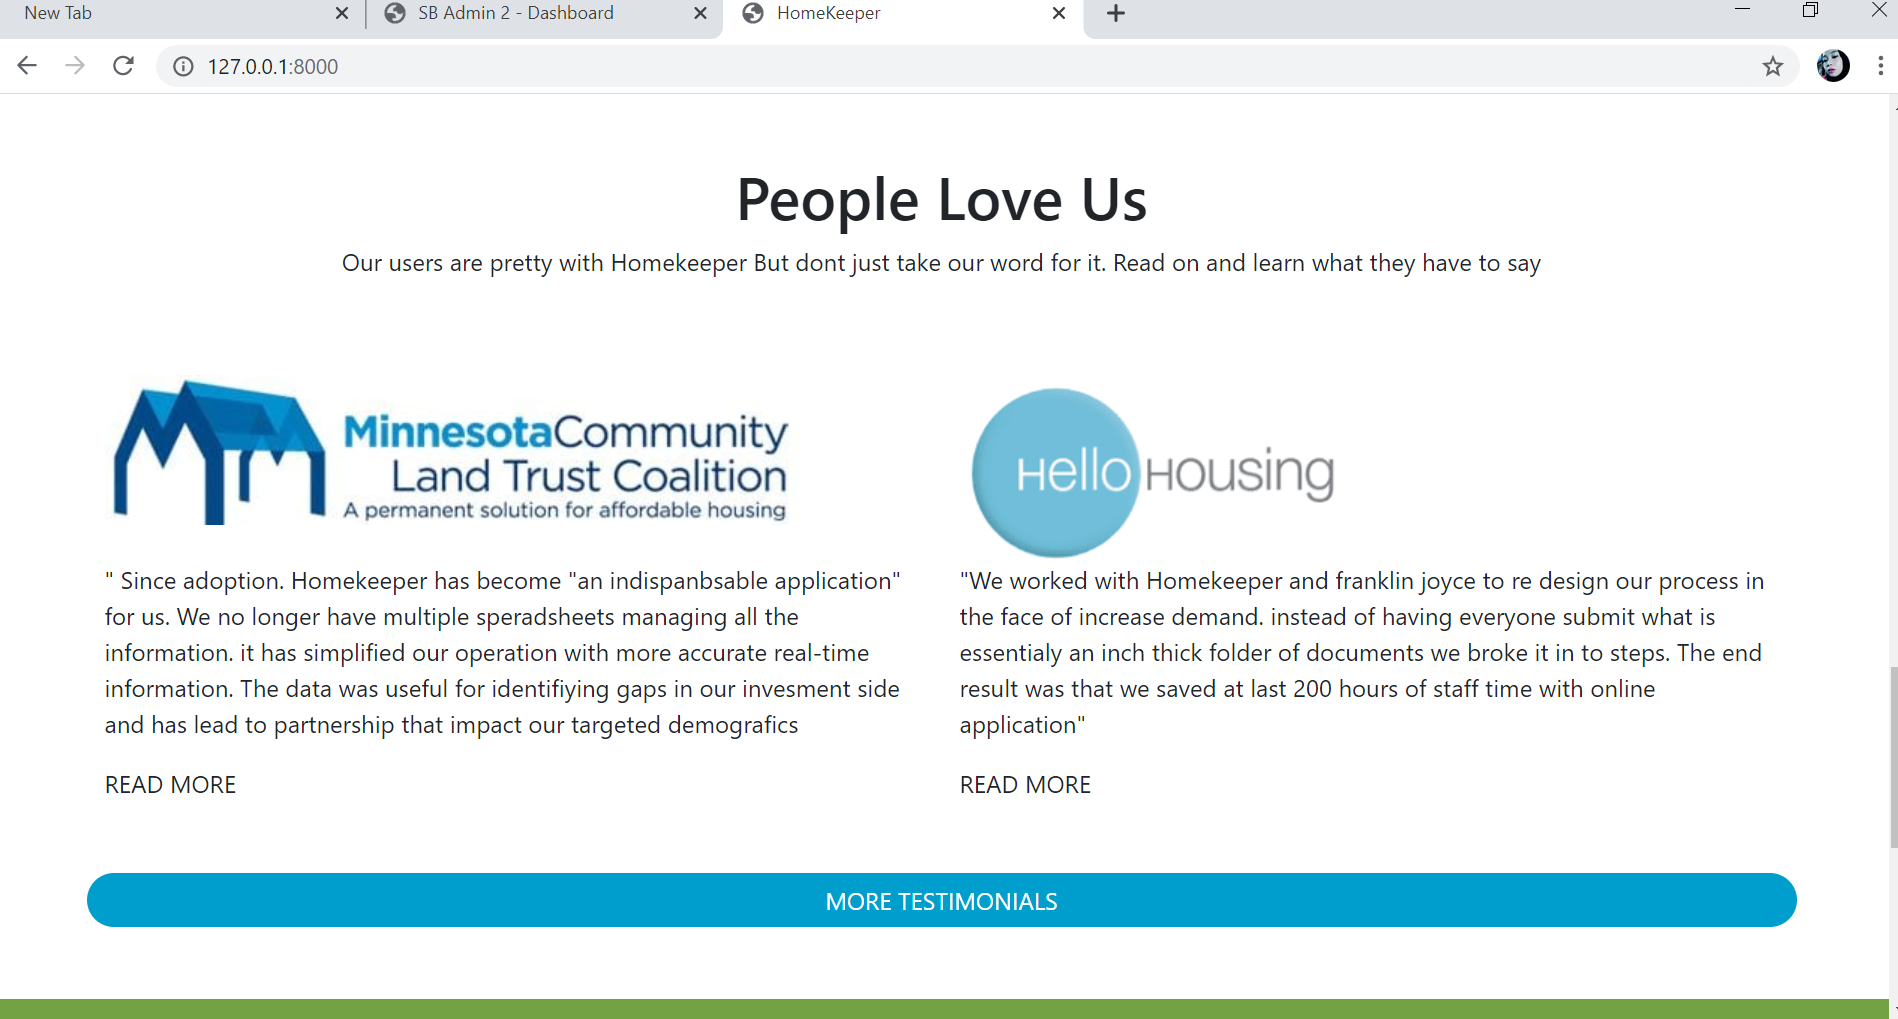 New Tab
SB Admin 2 - Dashboard
HomeKeeper
127.0.0.1:8000
People Love Us
Our users are pretty with Homekeeper But dont just take our word for it. Read on and learn what they have to say
MinnesotaCommunity
Land Trust Coalition
A permanent solution for affordable housing
" Since adoption. Homekeeper has become "an indispanbsable application"
for us. We no longer have multiple speradsheets managing all the
information. it has simplified our operation with more accurate real-time
information. The data was useful for identifiying gaps in our invesment side
and has lead to partnership that impact our targeted demografics
READ MORE
Hello Housing
"We worked with Homekeeper and franklin joyce to re design our process in
the face of increase demand. instead of having everyone submit what is
essentialy an inch thick folder of documents we broke it in to steps. The end
result was that we saved at last 200 hours of staff time with online
application"
READ MORE
MORE TESTIMONIALS